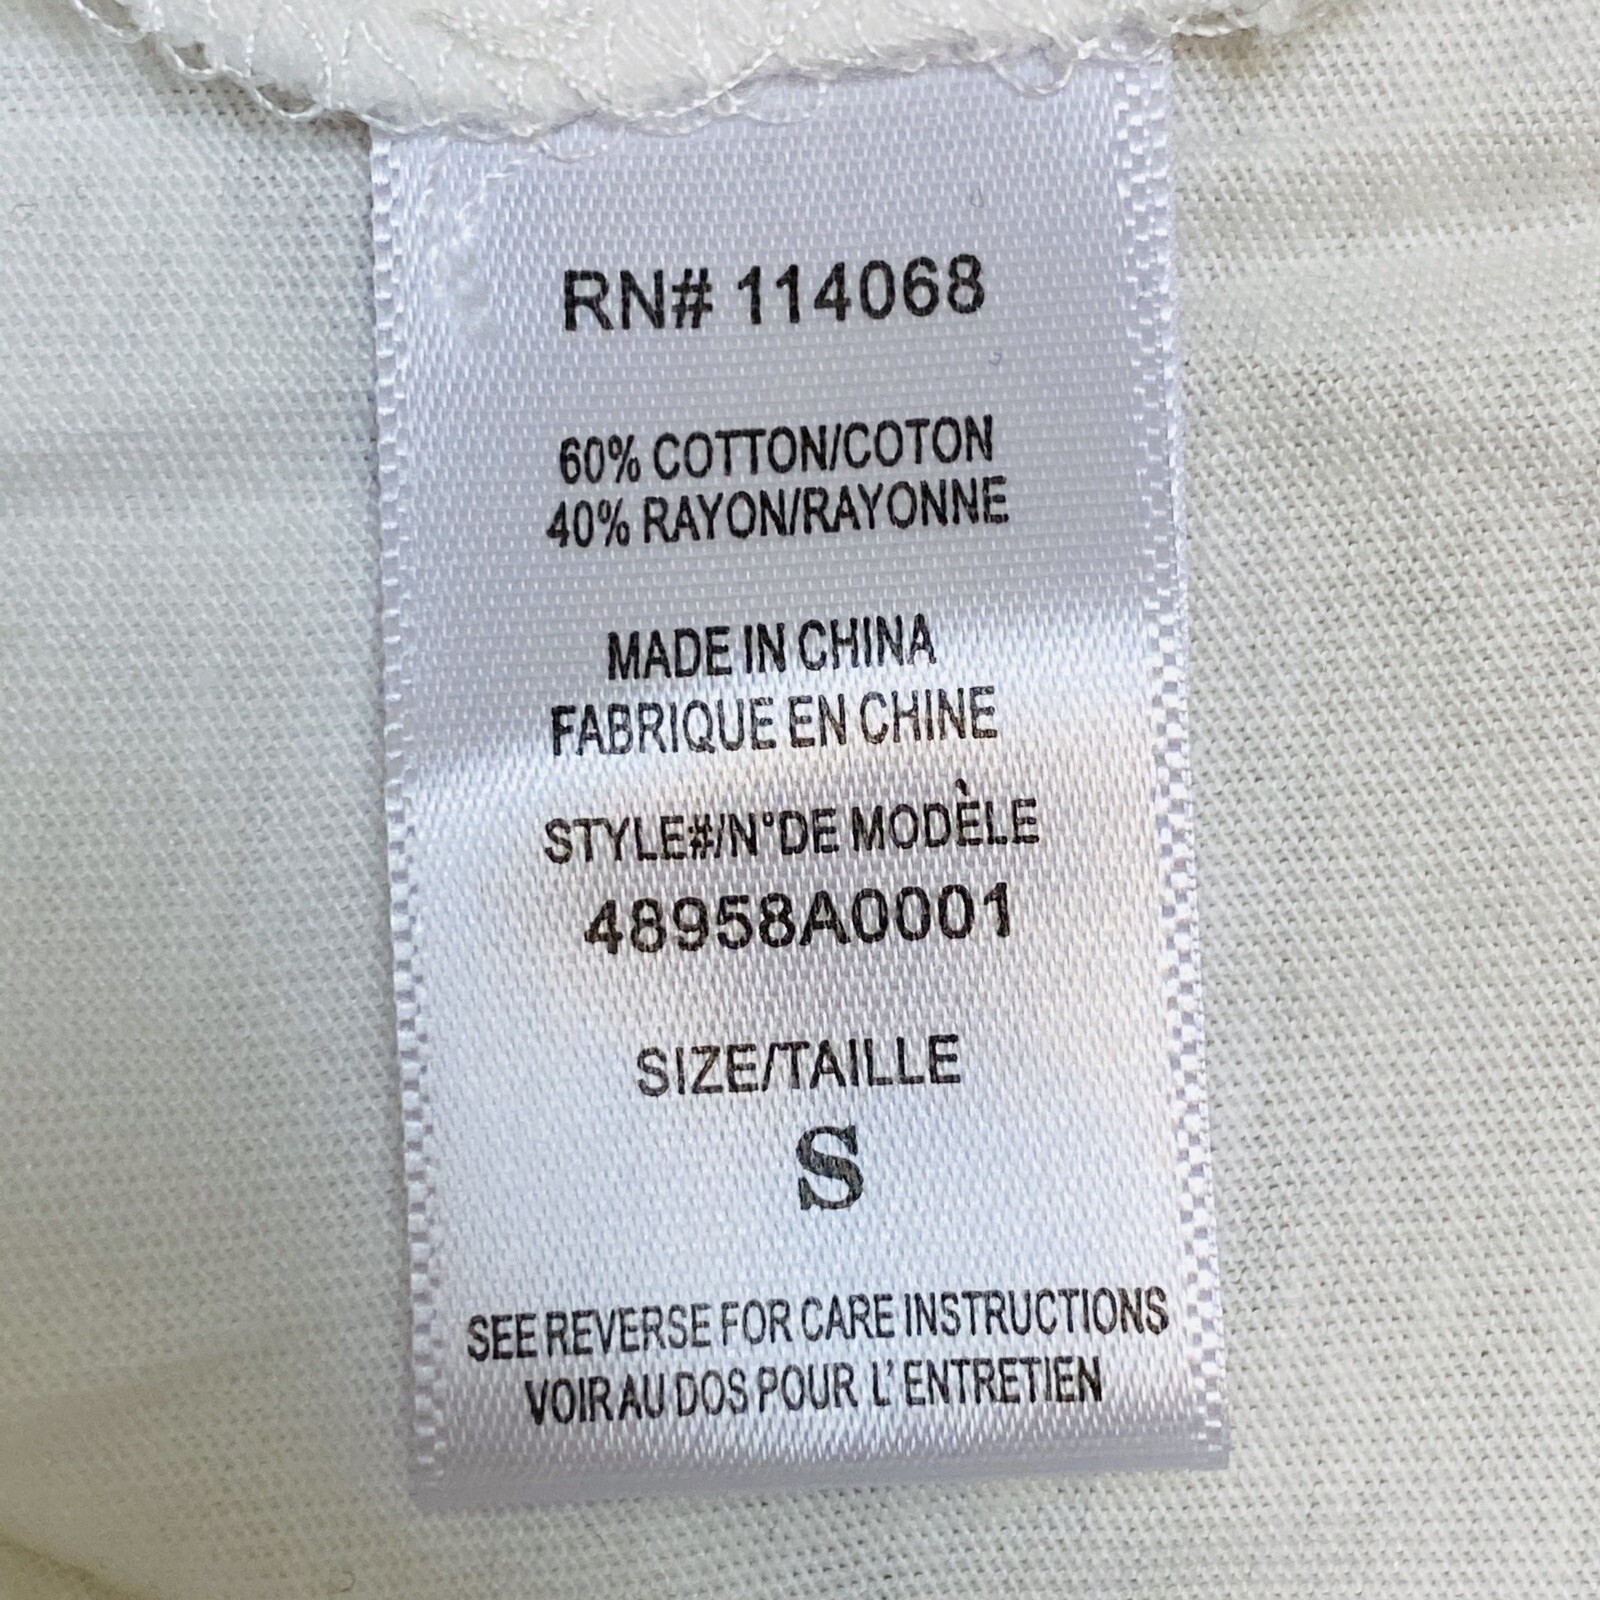 RN# 114068
60% COTTON/COTON
40% RAYON/RAYONNE
MADE IN CHINA
FABRIQUE EN CHINE
STYLE#/N°DE MODÈLE
48958A0001
SIZE/TAILLE
S
SEE REVERSE FOR CARE INSTRUCTIONS
VOIR AU DOS POUR L'ENTRETIEN